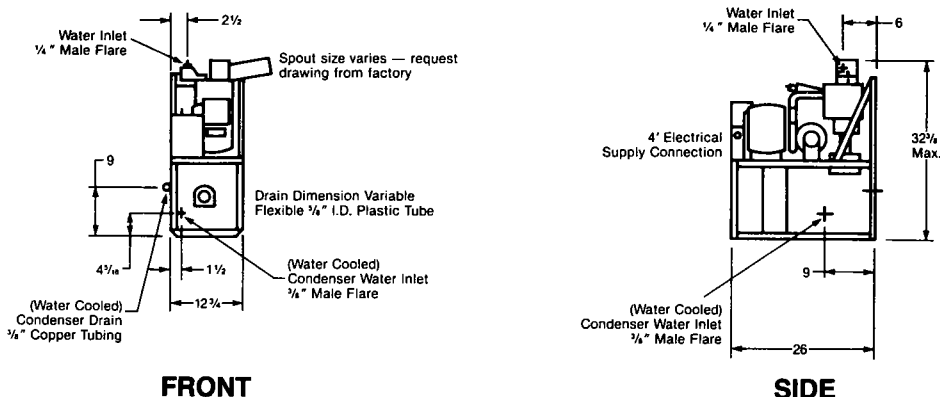 2½
Water Inlet
¼" Male Flare
Spout size varies — request
drawing from factory
9
Drain Dimension Variable
Flexible ⅜" I.D. Plastic Tube
4³⁄₁₆
1½
(Water Cooled)
Condenser Water Inlet
⅜" Male Flare
12¾
(Water Cooled)
Condenser Drain
⅜" Copper Tubing
FRONT
Water Inlet
¼" Male Flare
6
4' Electrical
Supply Connection
32⅜
Max.
9
(Water Cooled)
Condenser Water Inlet
⅜" Male Flare
26
SIDE